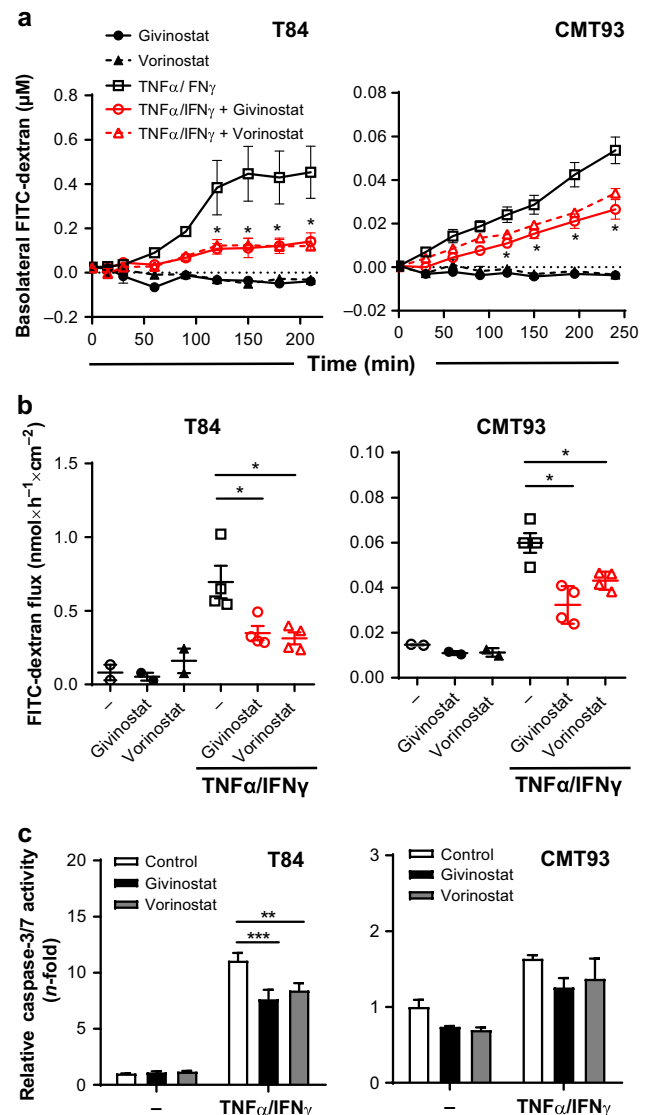 a
T84
CMT93
Givinostat
Vorinostat
TNFα/ FNγ
TNFα/IFNγ + Givinostat
TNFα/IFNγ + Vorinostat
Basolateral FITC-dextran (μM)
0.8
0.6
0.4
0.2
0.0
−0.2
0 50 100 150 200
* * * *
0.08
0.06
0.04
0.02
0.00
−0.02
0 50 100 150 200 250
* * * *
Time (min)
b
T84
CMT93
FITC-dextran flux (nmol×h−1×cm−2)
1.5
1.0
0.5
0.0
*
*
– Givinostat Vorinostat – Givinostat Vorinostat
TNFα/IFNγ
0.10
0.08
0.06
0.04
0.02
0.00
*
*
– Givinostat Vorinostat – Givinostat Vorinostat
TNFα/IFNγ
c
T84
CMT93
Relative caspase-3/7 activity
(n-fold)
Control
Givinostat
Vorinostat
20
15
10
5
0
**
***
– TNFα/IFNγ
Control
Givinostat
Vorinostat
3
2
1
0
– TNFα/IFNγ